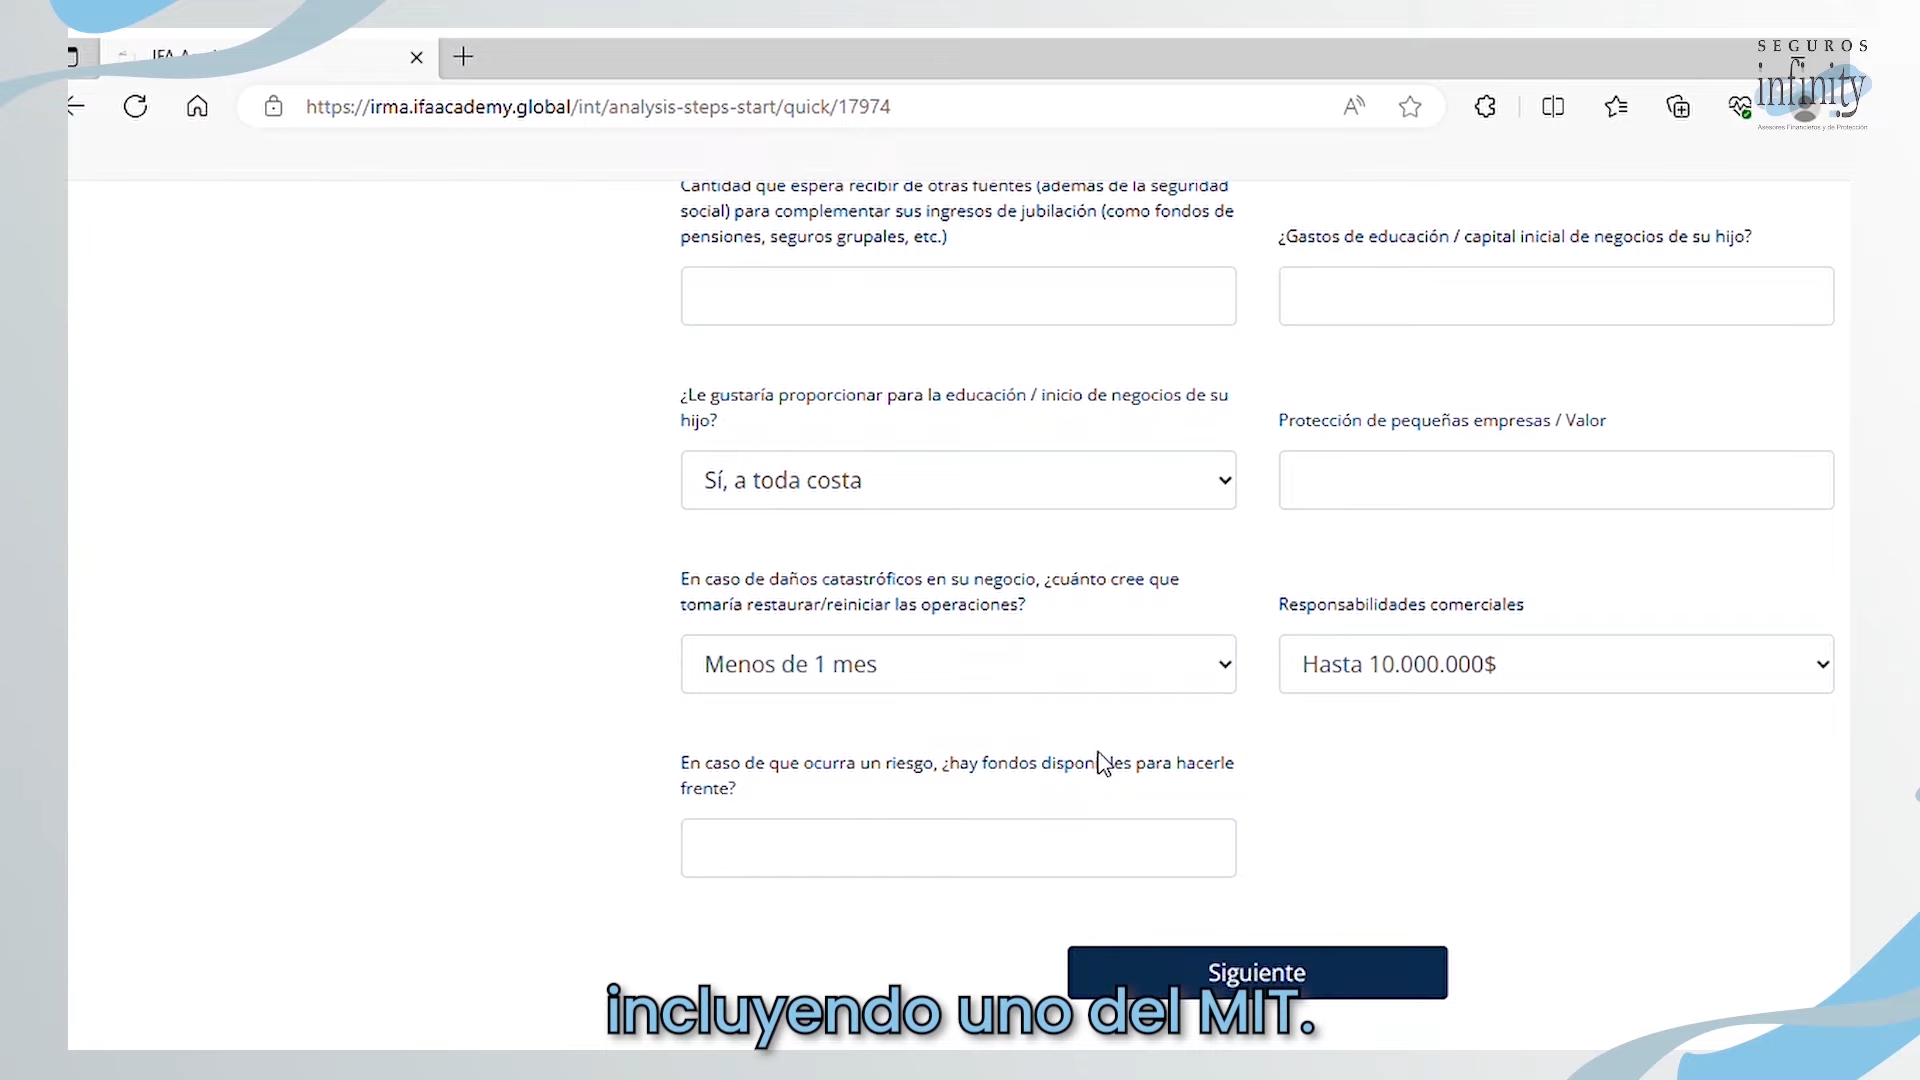 SEGUROS
infinity
Asesores Financieros y de Protección
https://irma.ifaacademy.global/int/analysis-steps-start/quick/17974
Cantidad que espera recibir de otras fuentes (además de la seguridad
social) para complementar sus ingresos de jubilación (como fondos de
pensiones, seguros grupales, etc.)
¿Gastos de educación / capital inicial de negocios de su hijo?
¿Le gustaría proporcionar para la educación / inicio de negocios de su
hijo?
Sí, a toda costa
Protección de pequeñas empresas / Valor
En caso de daños catastróficos en su negocio, ¿cuánto cree que
tomaría restaurar/reiniciar las operaciones?
Menos de 1 mes
Responsabilidades comerciales
Hasta 10.000.000$
En caso de que ocurra un riesgo, ¿hay fondos disponibles para hacerle
frente?
Siguiente
incluyendo uno del MIT.